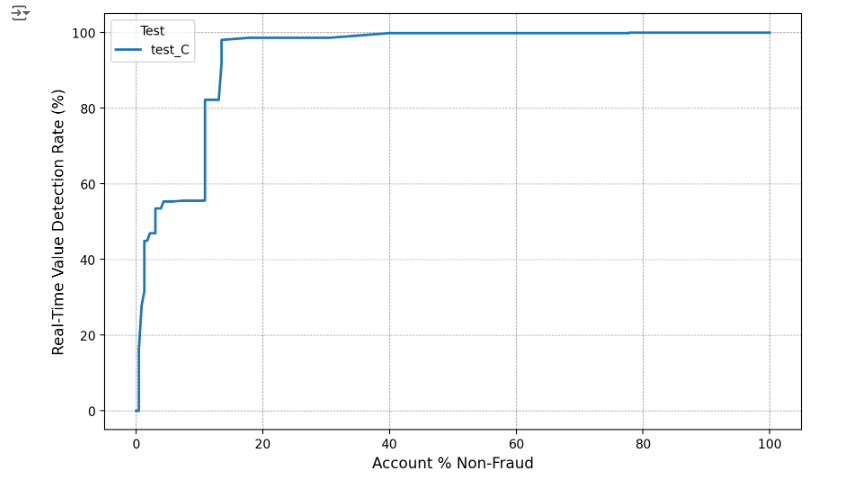 Test
test_C
100
80
60
40
20
0
Real-Time Value Detection Rate (%)
0 20 40 60 80 100
Account % Non-Fraud